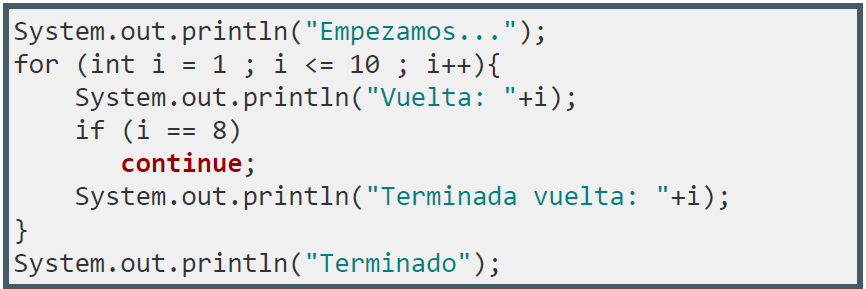 System.out.println("Empezamos...");
for (int i = 1 ; i <= 10 ; i++){
    System.out.println("Vuelta: "+i);
    if (i == 8)
       continue;
    System.out.println("Terminada vuelta: "+i);
}
System.out.println("Terminado");